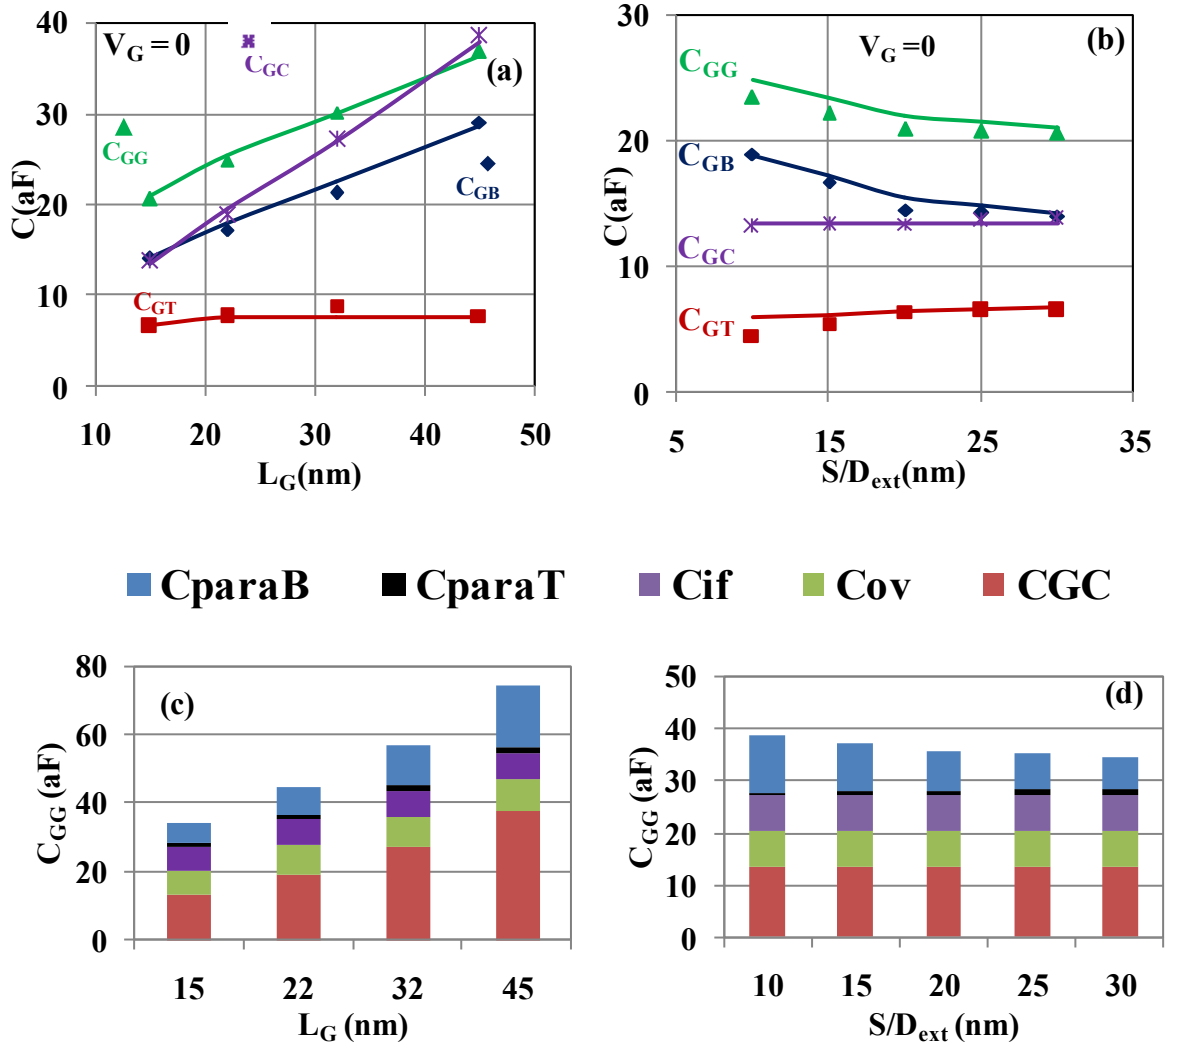 40
30
20
10
0
C(aF)
V_G = 0
C_GC
(a)
C_GG
C_GB
C_GT
10 20 30 40 50
L_G(nm)
30
20
10
0
C(aF)
V_G =0
(b)
C_GG
C_GB
C_GC
C_GT
5 15 25 35
S/D_ext(nm)
CparaB CparaT Cif Cov CGC
80
60
40
20
0
C_GG (aF)
(c)
15 22 32 45
L_G (nm)
50
40
30
20
10
0
C_GG (aF)
(d)
10 15 20 25 30
S/D_ext (nm)